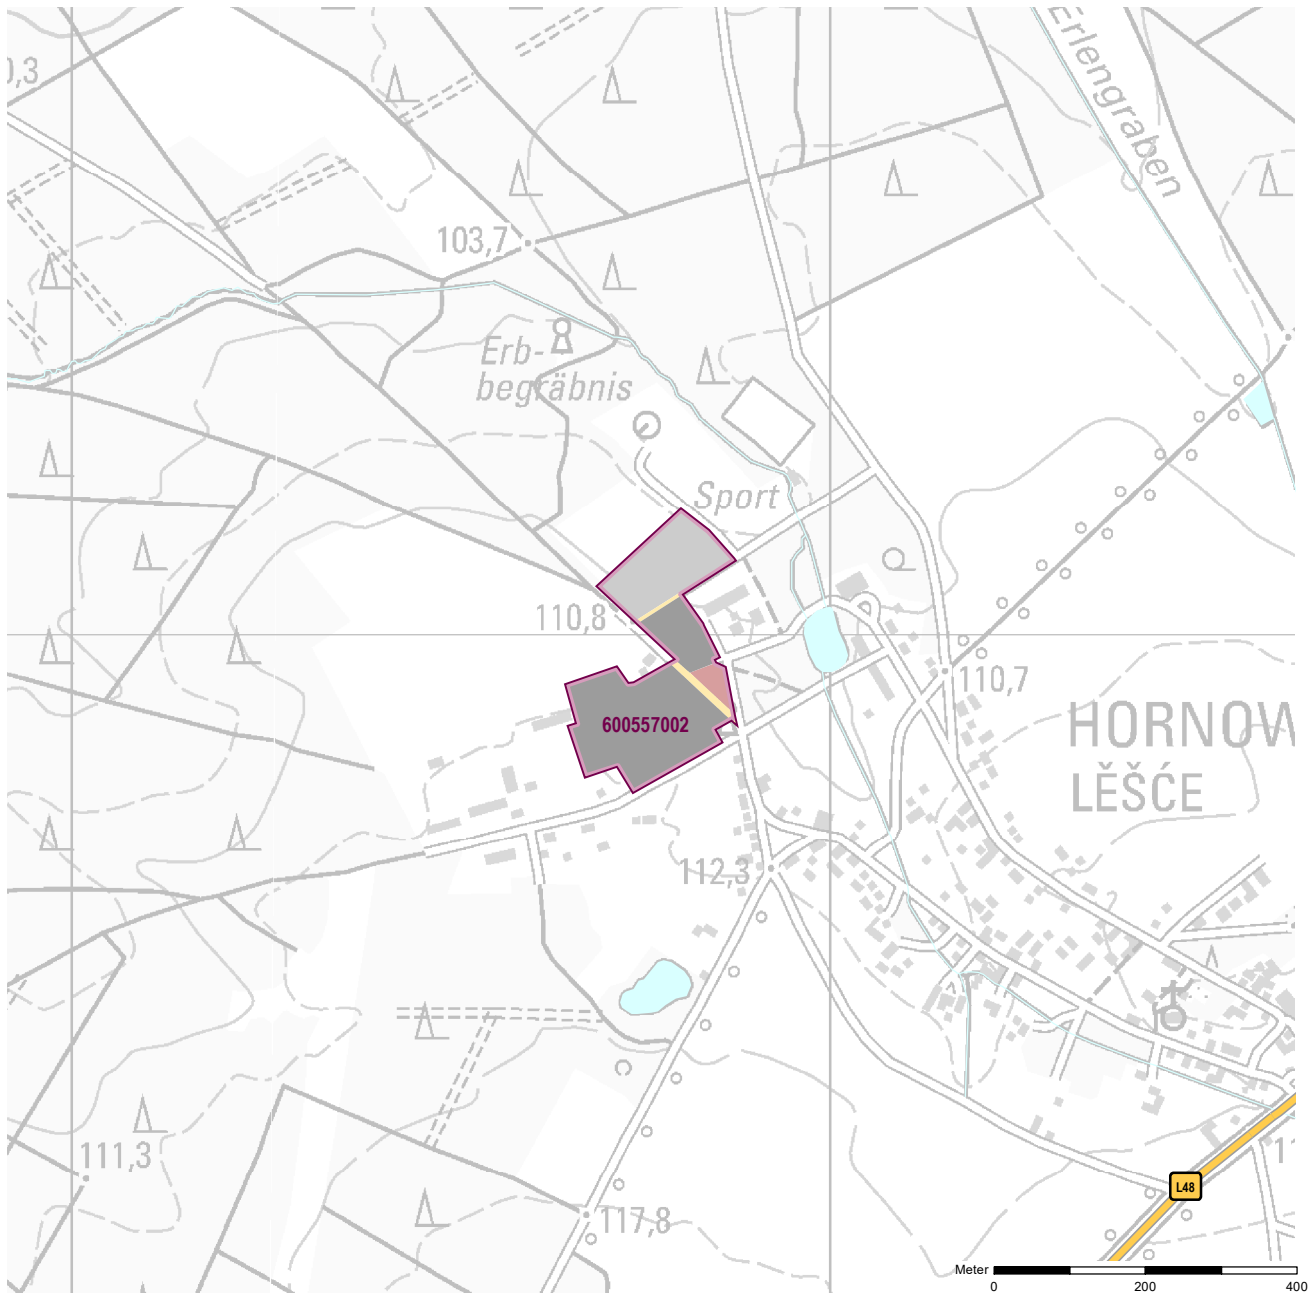 Erlengraben
0,3
103,7
Erb-
begräbnis
Sport
110,8
110,7
600557002
HORNOW
LĚŠĆE
112,3
111,3
117,8
11
L48
Meter
0
200
400